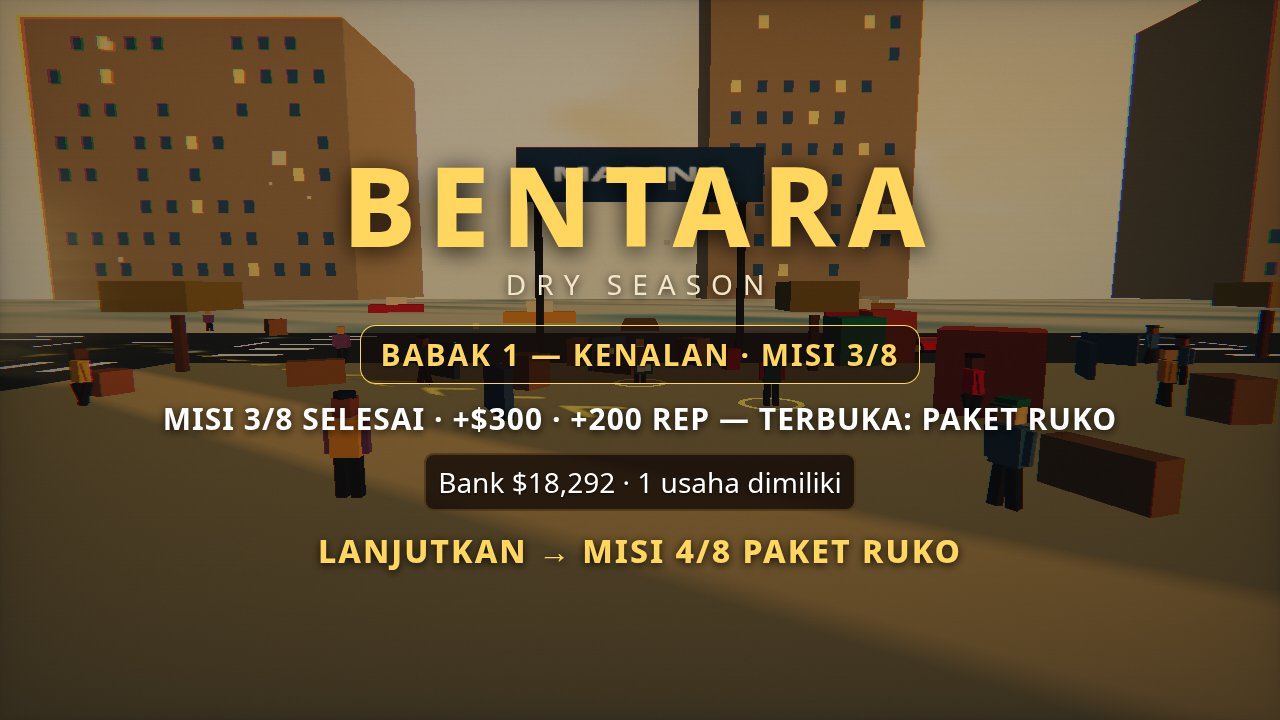 BENTARA
DRY SEASON
BABAK 1 — KENALAN · MISI 3/8
MISI 3/8 SELESAI · +$300 · +200 REP — TERBUKA: PAKET RUKO
Bank $18,292 · 1 usaha dimiliki
LANJUTKAN → MISI 4/8 PAKET RUKO